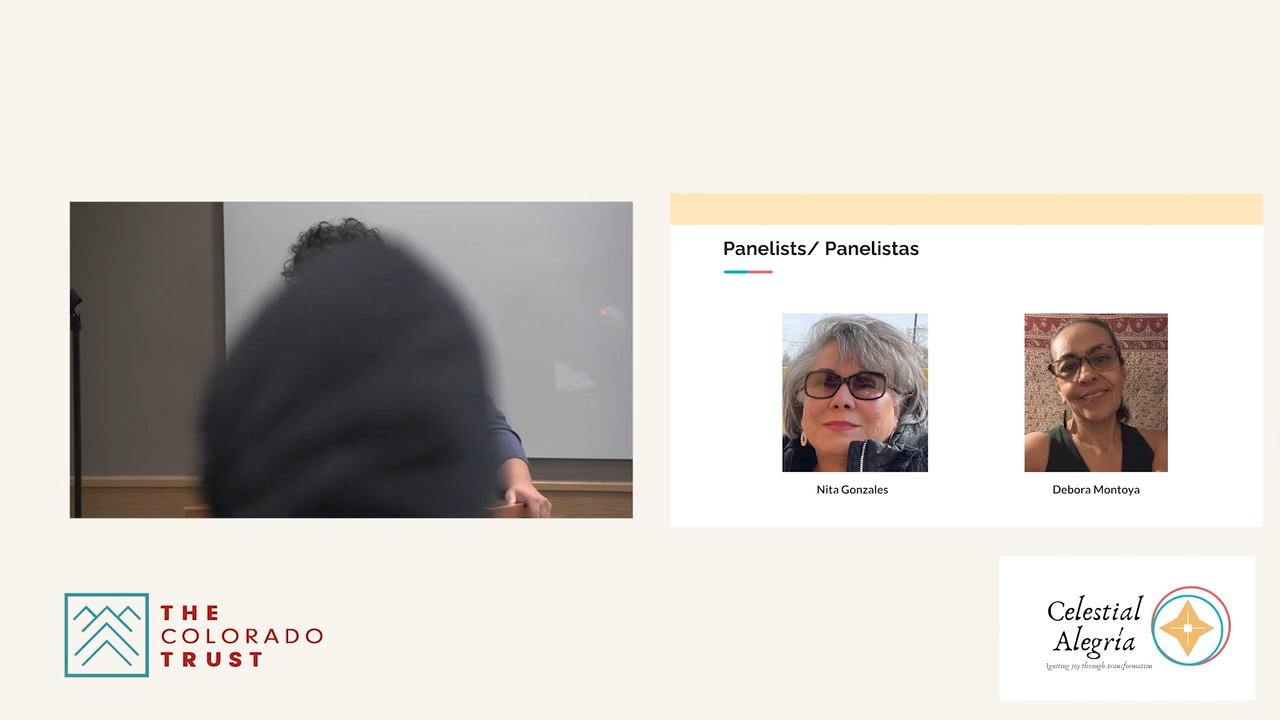 Panelists/ Panelistas
Nita Gonzales
Debora Montoya
THE
COLORADO
TRUST
Celestial
Alegría
Igniting joy through transformation